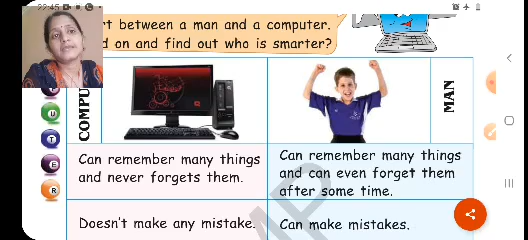 22:45
rt between a man and a computer.
d on and find out who is smarter?
COMPU
MAN
U
T
E
R
Can remember many things
and never forgets them.
Can remember many things
and can even forget them
after some time.
Doesn't make any mistake.
Can make mistakes.